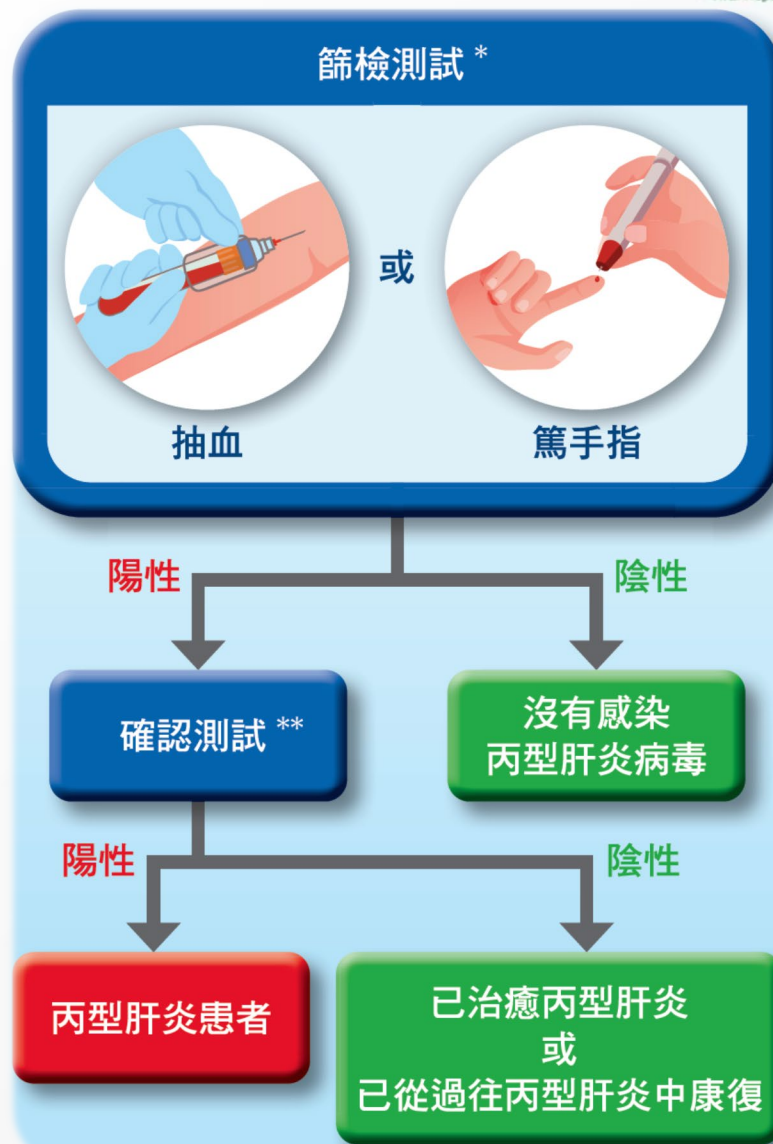 篩檢測試 *
或
抽血
篤手指
陽性
陰性
確認測試 **
沒有感染
丙型肝炎病毒
陽性
陰性
丙型肝炎患者
已治癒丙型肝炎
或
已從過往丙型肝炎中康復